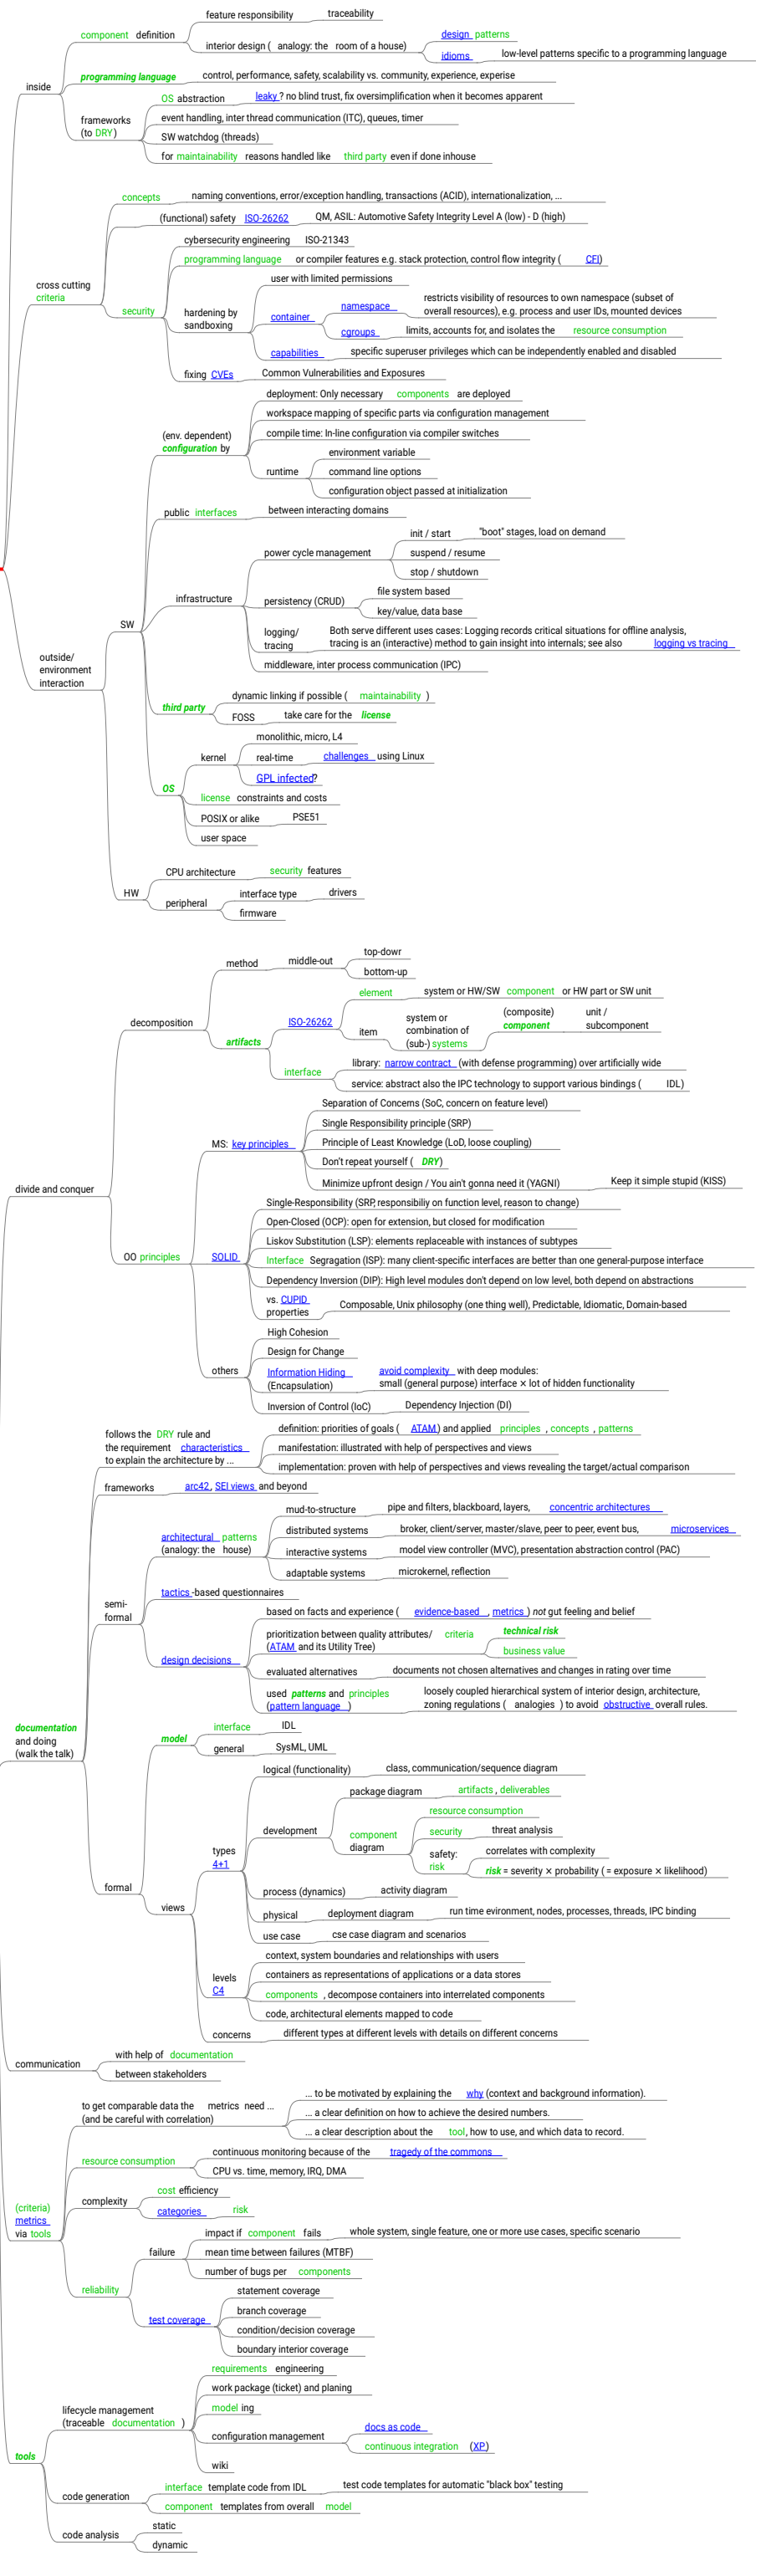 feature responsibility traceability
component definition
interior design ( analogy: the room of a house)
design patterns
idioms low-level patterns specific to a programming language
inside
programming language control, performance, safety, scalability vs. community, experience, experise
frameworks
(to DRY)
OS abstraction leaky ? no blind trust, fix oversimplification when it becomes apparent
event handling, inter thread communication (ITC), queues, timer
SW watchdog (threads)
for maintainability reasons handled like third party even if done inhouse
cross cutting
criteria
concepts naming conventions, error/exception handling, transactions (ACID), internationalization, ...
(functional) safety ISO-26262 QM, ASIL: Automotive Safety Integrity Level A (low) - D (high)
security
cybersecurity engineering ISO-21343
programming language or compiler features e.g. stack protection, control flow integrity ( CFI)
hardening by
sandboxing
user with limited permissions
container
namespace restricts visibility of resources to own namespace (subset of
overall resources), e.g. process and user IDs, mounted devices
cgroups limits, accounts for, and isolates the resource consumption
capabilities specific superuser privileges which can be independently enabled and disabled
fixing CVEs Common Vulnerabilities and Exposures
outside/
environment
interaction
SW
(env. dependent)
configuration by
deployment: Only necessary components are deployed
workspace mapping of specific parts via configuration management
compile time: In-line configuration via compiler switches
runtime
environment variable
command line options
configuration object passed at initialization
public interfaces between interacting domains
infrastructure
power cycle management
init / start "boot" stages, load on demand
suspend / resume
stop / shutdown
persistency (CRUD)
file system based
key/value, data base
logging/
tracing
Both serve different uses cases: Logging records critical situations for offline analysis,
tracing is an (interactive) method to gain insight into internals; see also logging vs tracing
middleware, inter process communication (IPC)
third party
dynamic linking if possible ( maintainability )
FOSS take care for the license
OS
kernel
monolithic, micro, L4
real-time challenges using Linux
GPL infected?
license constraints and costs
POSIX or alike PSE51
user space
HW
CPU architecture security features
peripheral
interface type drivers
firmware
divide and conquer
decomposition
method middle-out
top-dowr
bottom-up
artifacts
ISO-26262
element system or HW/SW component or HW part or SW unit
item
system or
combination of
(sub-) systems
(composite)
component
unit /
subcomponent
interface
library: narrow contract (with defense programming) over artificially wide
service: abstract also the IPC technology to support various bindings ( IDL)
OO principles
MS: key principles
Separation of Concerns (SoC, concern on feature level)
Single Responsibility principle (SRP)
Principle of Least Knowledge (LoD, loose coupling)
Don't repeat yourself ( DRY)
Minimize upfront design / You ain't gonna need it (YAGNI) Keep it simple stupid (KISS)
SOLID
Single-Responsibility (SRP, responsibiliy on function level, reason to change)
Open-Closed (OCP): open for extension, but closed for modification
Liskov Substitution (LSP): elements replaceable with instances of subtypes
Interface Segragation (ISP): many client-specific interfaces are better than one general-purpose interface
Dependency Inversion (DIP): High level modules don't depend on low level, both depend on abstractions
vs. CUPID
properties
Composable, Unix philosophy (one thing well), Predictable, Idiomatic, Domain-based
others
High Cohesion
Design for Change
Information Hiding
(Encapsulation)
avoid complexity with deep modules:
small (general purpose) interface × lot of hidden functionality
Inversion of Control (IoC) Dependency Injection (DI)
documentation
and doing
(walk the talk)
follows the DRY rule and
the requirement characteristics
to explain the architecture by ...
definition: priorities of goals ( ATAM) and applied principles , concepts , patterns
manifestation: illustrated with help of perspectives and views
implementation: proven with help of perspectives and views revealing the target/actual comparison
frameworks arc42, SEI views and beyond
semi-
formal
architectural patterns
(analogy: the house)
mud-to-structure pipe and filters, blackboard, layers, concentric architectures
distributed systems broker, client/server, master/slave, peer to peer, event bus, microservices
interactive systems model view controller (MVC), presentation abstraction control (PAC)
adaptable systems microkernel, reflection
tactics -based questionnaires
design decisions
based on facts and experience ( evidence-based , metrics ) not gut feeling and belief
prioritization between quality attributes/ criteria
(ATAM and its Utility Tree)
technical risk
business value
evaluated alternatives documents not chosen alternatives and changes in rating over time
used patterns and principles
(pattern language )
loosely coupled hierarchical system of interior design, architecture,
zoning regulations ( analogies ) to avoid obstructive overall rules.
formal
model
interface IDL
general SysML, UML
views
types
4+1
logical (functionality) class, communication/sequence diagram
development
package diagram artifacts , deliverables
component
diagram
resource consumption
security threat analysis
safety:
risk
correlates with complexity
risk = severity × probability ( = exposure × likelihood)
process (dynamics) activity diagram
physical deployment diagram run time evironment, nodes, processes, threads, IPC binding
use case cse case diagram and scenarios
levels
C4
context, system boundaries and relationships with users
containers as representations of applications or a data stores
components , decompose containers into interrelated components
code, architectural elements mapped to code
concerns different types at different levels with details on different concerns
communication
with help of documentation
between stakeholders
(criteria)
metrics
via tools
to get comparable data the metrics need ...
(and be careful with correlation)
... to be motivated by explaining the why (context and background information).
... a clear definition on how to achieve the desired numbers.
... a clear description about the tool, how to use, and which data to record.
resource consumption
continuous monitoring because of the tragedy of the commons
CPU vs. time, memory, IRQ, DMA
complexity
cost efficiency
categories risk
reliability
failure
impact if component fails whole system, single feature, one or more use cases, specific scenario
mean time between failures (MTBF)
number of bugs per components
test coverage
statement coverage
branch coverage
condition/decision coverage
boundary interior coverage
tools
lifecycle management
(traceable documentation )
requirements engineering
work package (ticket) and planing
model ing
configuration management
docs as code
continuous integration (XP)
wiki
code generation
interface template code from IDL test code templates for automatic "black box" testing
component templates from overall model
code analysis
static
dynamic